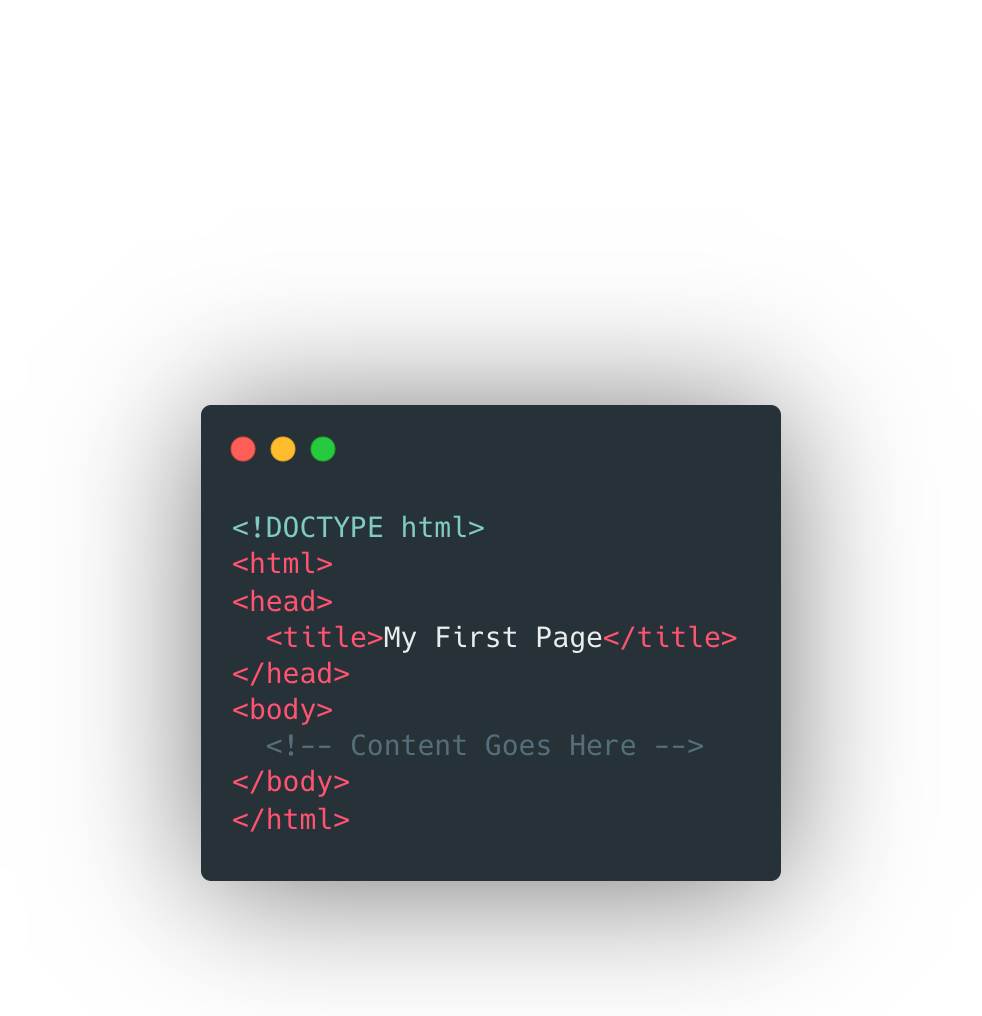 <!DOCTYPE html>
<html>
<head>
  <title>My First Page</title>
</head>
<body>
  <!-- Content Goes Here -->
</body>
</html>